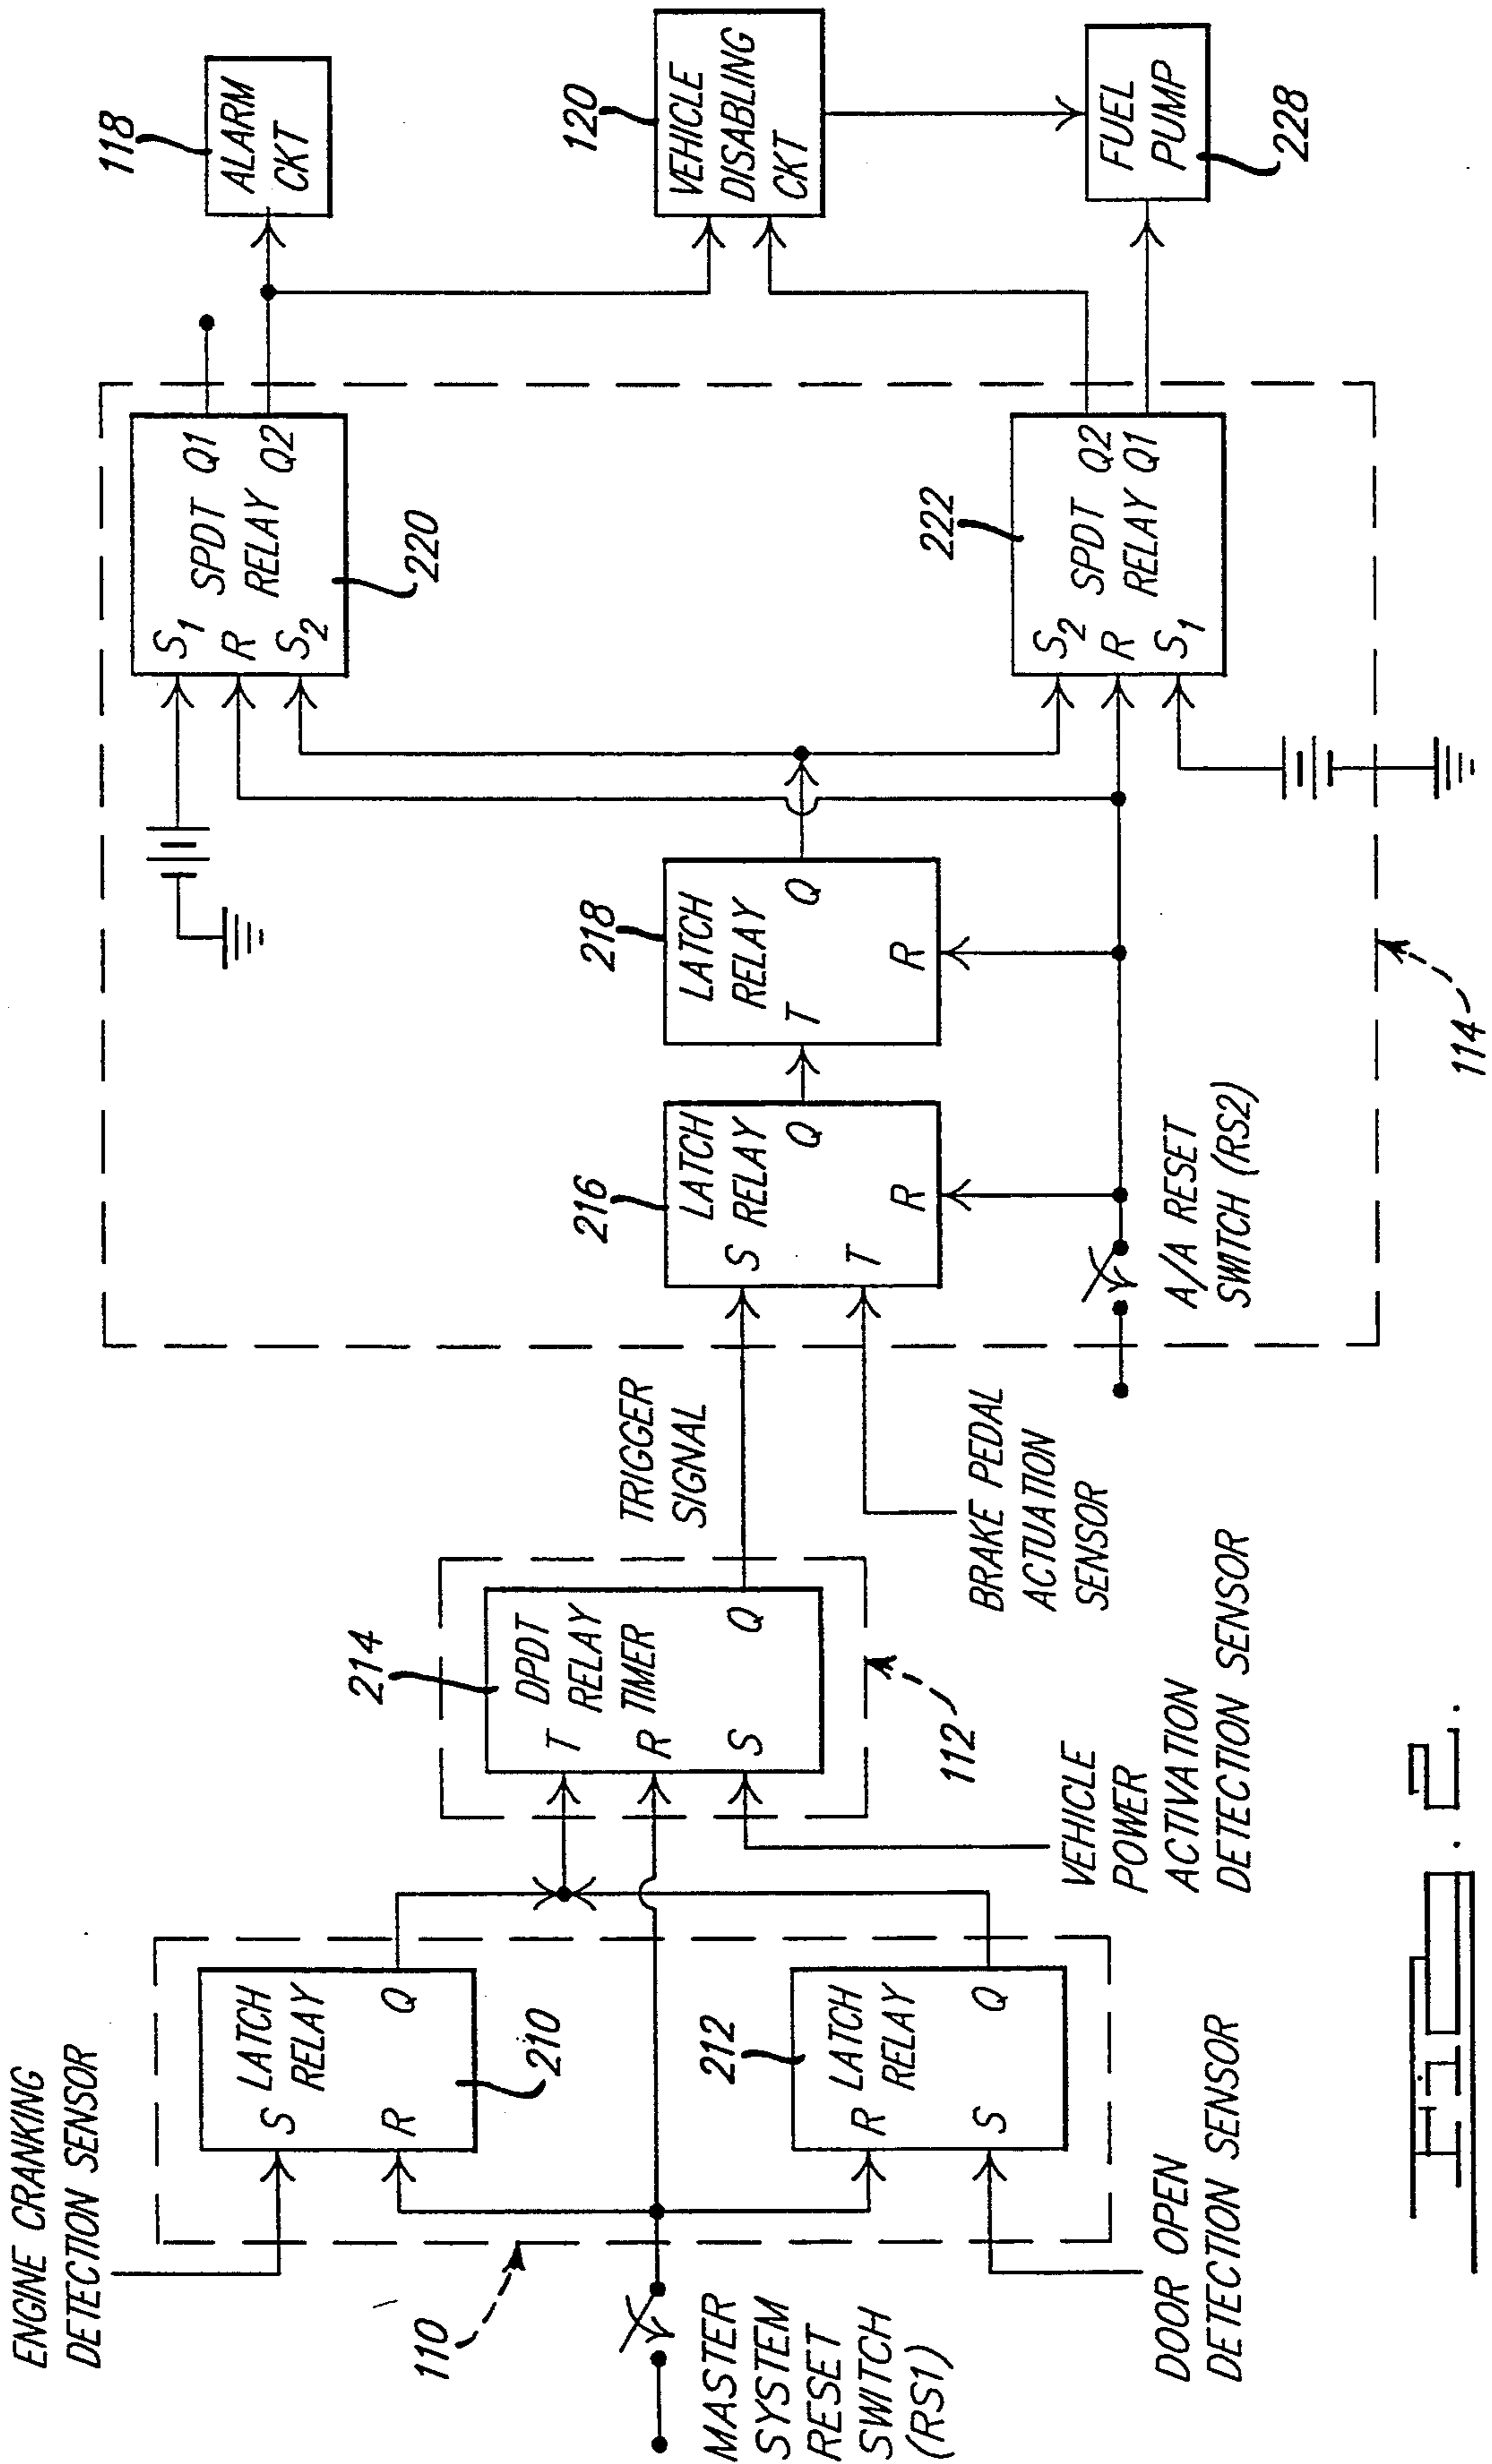 ENGINE CRANKING
DETECTION SENSOR
S
LATCH
RELAY
R
Q
210
110
MASTER
SYSTEM
RESET
SWITCH
(RS1)
212
R
LATCH
RELAY
S
Q
DOOR OPEN
DETECTION SENSOR
214
T
DPDT
RELAY
R
TIMER
S
Q
112
VEHICLE
POWER
ACTIVATION
DETECTION SENSOR
TRIGGER
SIGNAL
BRAKE PEDAL
ACTUATION
SENSOR
216
LATCH
S
RELAY
Q
T
R
218
LATCH
RELAY
T
Q
R
A/A RESET
SWITCH (RS2)
114
S1
SPDT
Q1
R
RELAY
S2
Q2
220
222
S2
SPDT
Q2
R
RELAY
Q1
S1
118
ALARM
CKT
120
VEHICLE
DISABLING
CKT
FUEL
PUMP
228
FIG. 2.